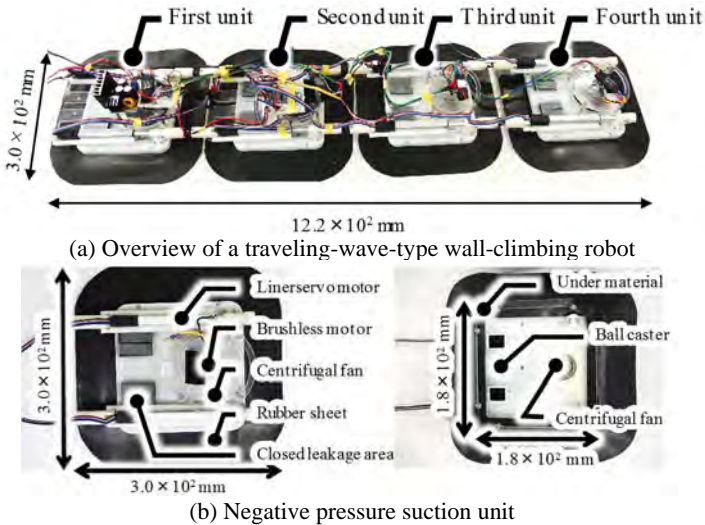 First unit
Second unit
Third unit
Fourth unit
3.0 × 10² mm
12.2 × 10² mm
(a) Overview of a traveling-wave-type wall-climbing robot
Linerservo motor
Brushless motor
Centrifugal fan
Rubber sheet
Closed leakage area
3.0 × 10² mm
3.0 × 10² mm
Under material
Ball caster
Centrifugal fan
1.8 × 10² mm
1.8 × 10² mm
(b) Negative pressure suction unit